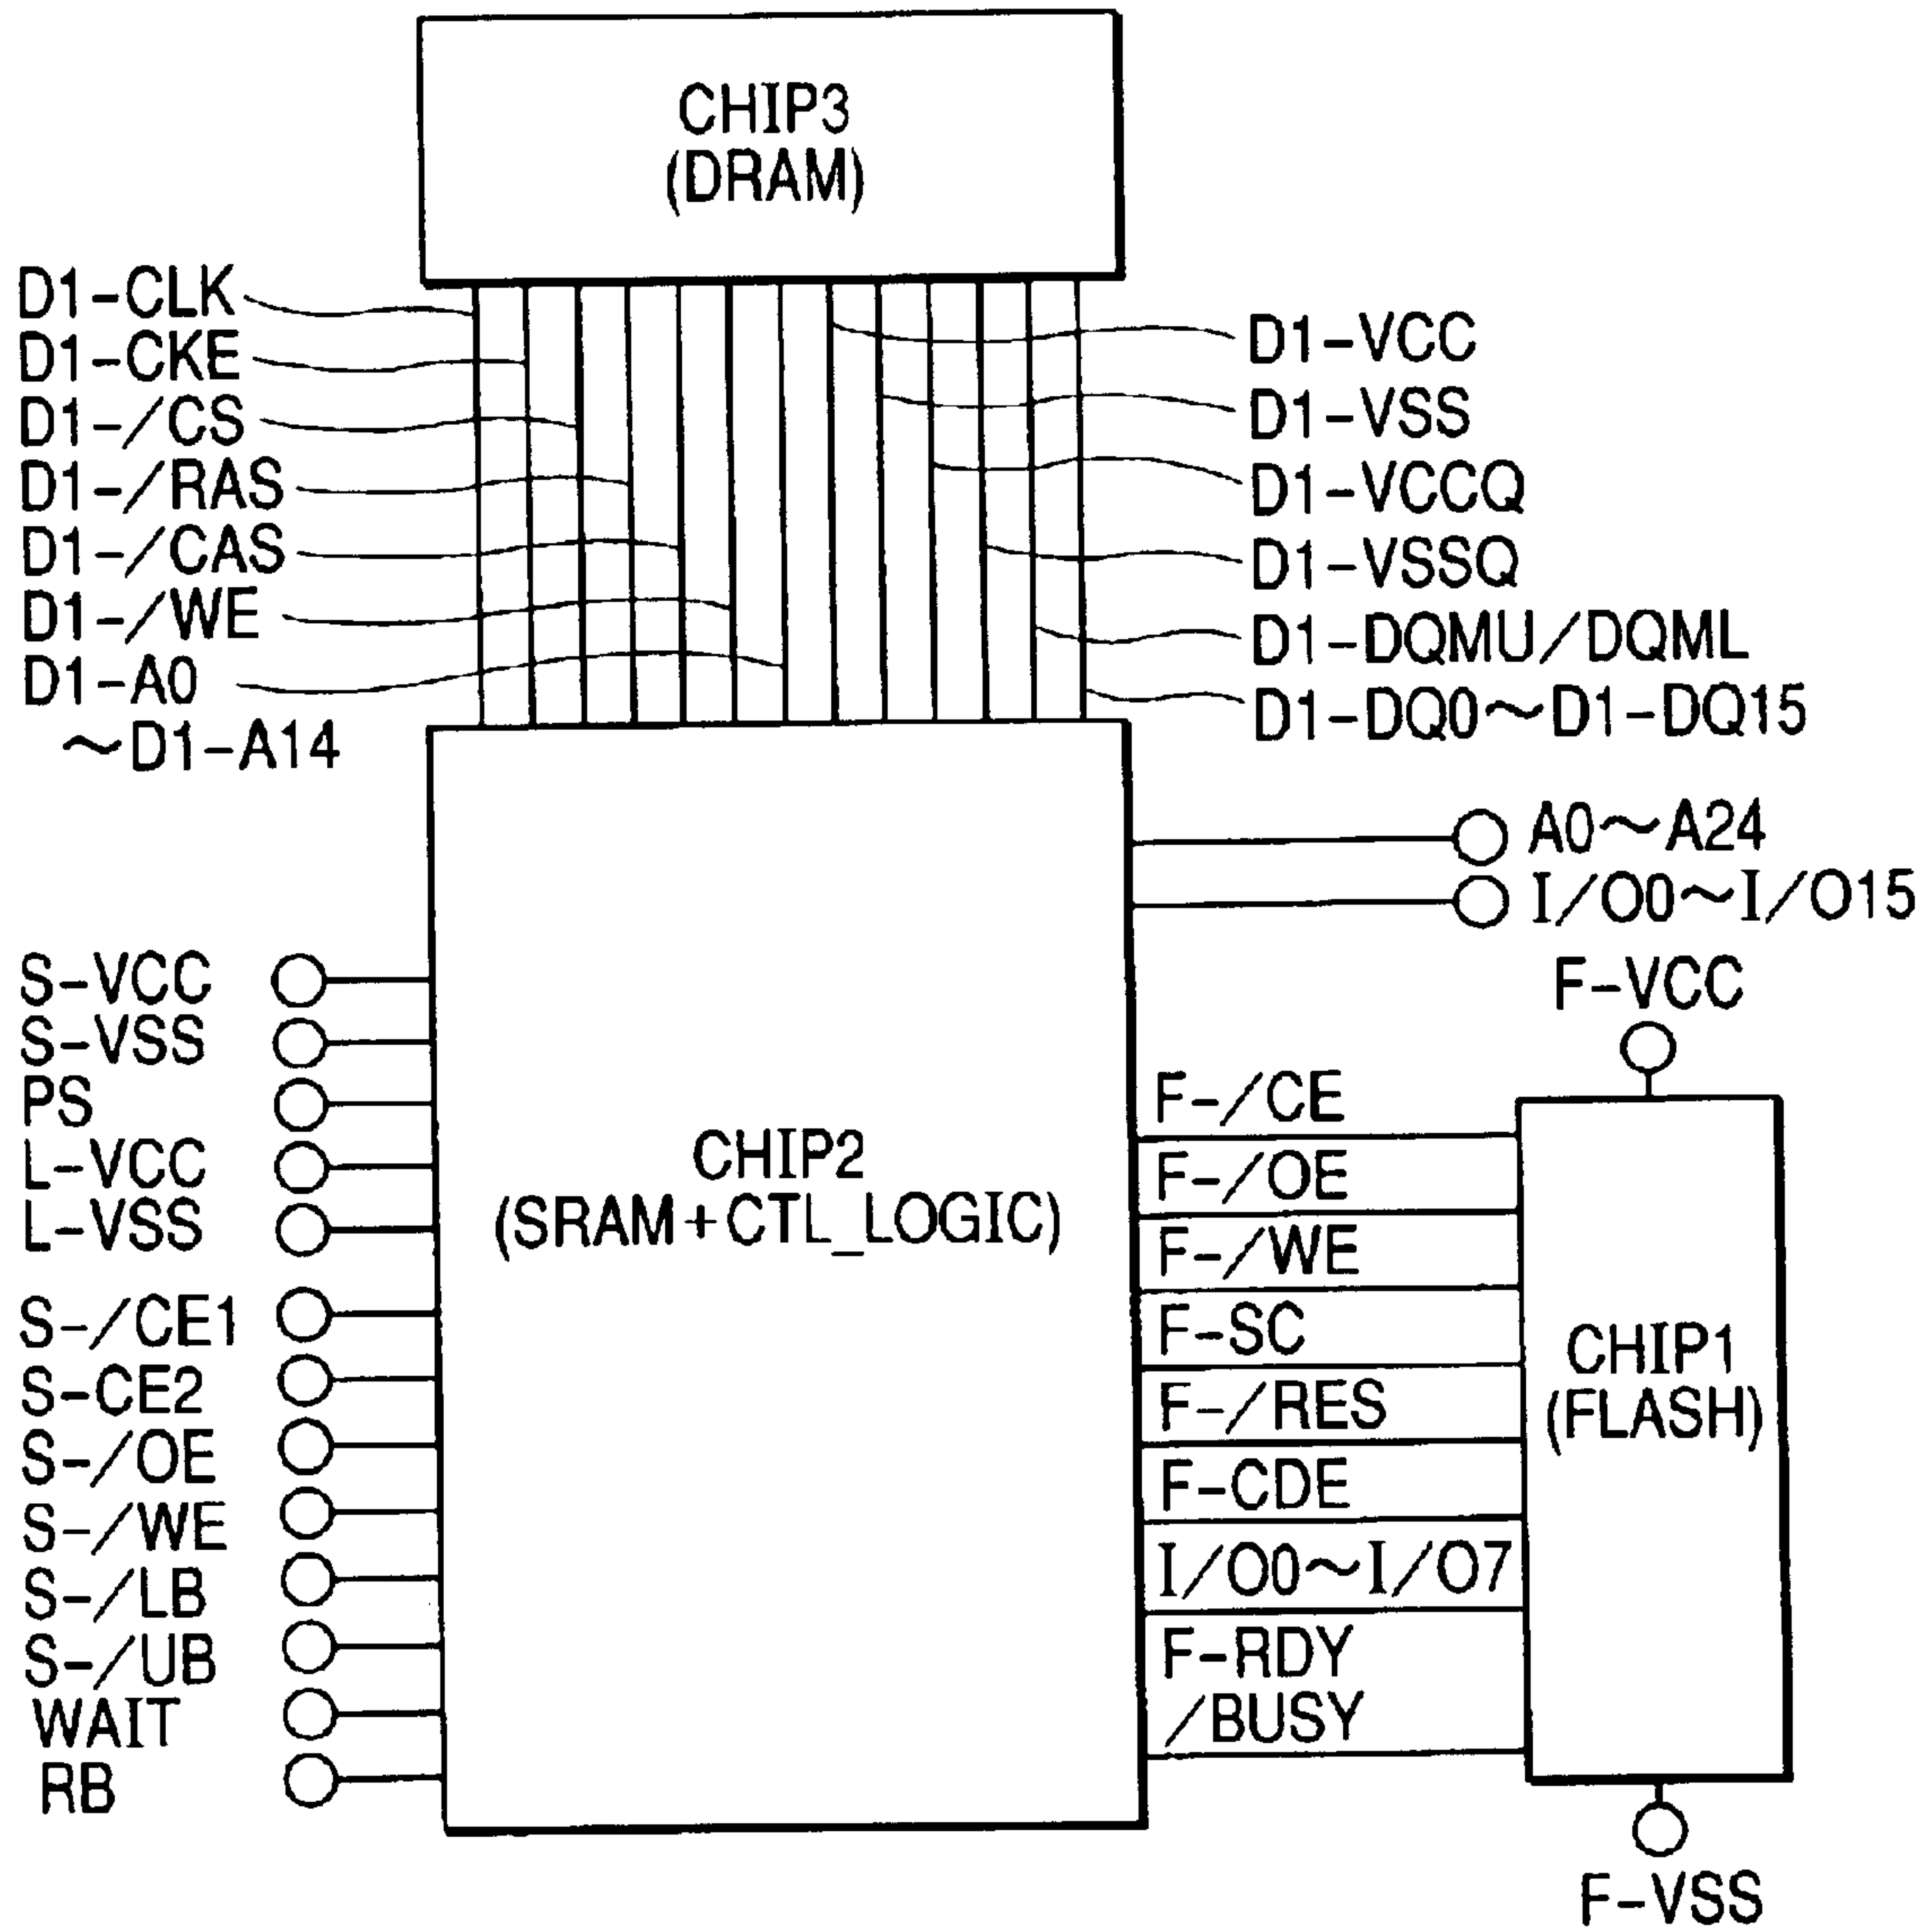 CHIP3
(DRAM)
D1-CLK
D1-CKE
D1-/CS
D1-/RAS
D1-/CAS
D1-/WE
D1-A0
～D1-A14
D1-VCC
D1-VSS
D1-VCCQ
D1-VSSQ
D1-DQMU/DQML
D1-DQ0～D1-DQ15
A0～A24
I/O0～I/O15
S-VCC
S-VSS
PS
L-VCC
L-VSS
S-/CE1
S-CE2
S-/OE
S-/WE
S-/LB
S-/UB
WAIT
RB
CHIP2
(SRAM+CTL_LOGIC)
F-/CE
F-/OE
F-/WE
F-SC
F-/RES
F-CDE
I/O0～I/O7
F-RDY
/BUSY
F-VCC
CHIP1
(FLASH)
F-VSS